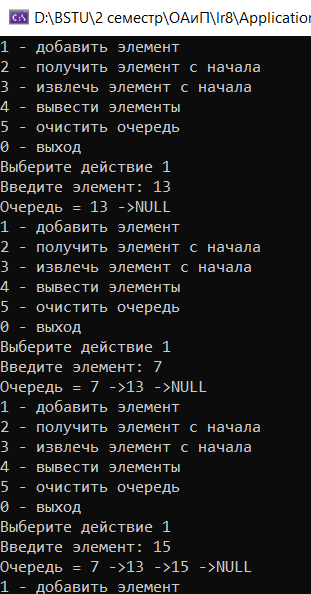 D:\BSTU\2 семестр\ОАиП\lr8\Application
1 - добавить элемент
2 - получить элемент с начала
3 - извлечь элемент с начала
4 - вывести элементы
5 - очистить очередь
0 - выход
Выберите действие 1
Введите элемент: 13
Очередь = 13 ->NULL
1 - добавить элемент
2 - получить элемент с начала
3 - извлечь элемент с начала
4 - вывести элементы
5 - очистить очередь
0 - выход
Выберите действие 1
Введите элемент: 7
Очередь = 7 ->13 ->NULL
1 - добавить элемент
2 - получить элемент с начала
3 - извлечь элемент с начала
4 - вывести элементы
5 - очистить очередь
0 - выход
Выберите действие 1
Введите элемент: 15
Очередь = 7 ->13 ->15 ->NULL
1 - добавить элемент